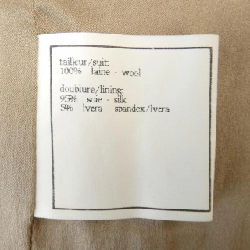 tailleur/suit:
100% laine - wool
doublure/lining:
95% soie - silk
5% lycra spandex/lycra